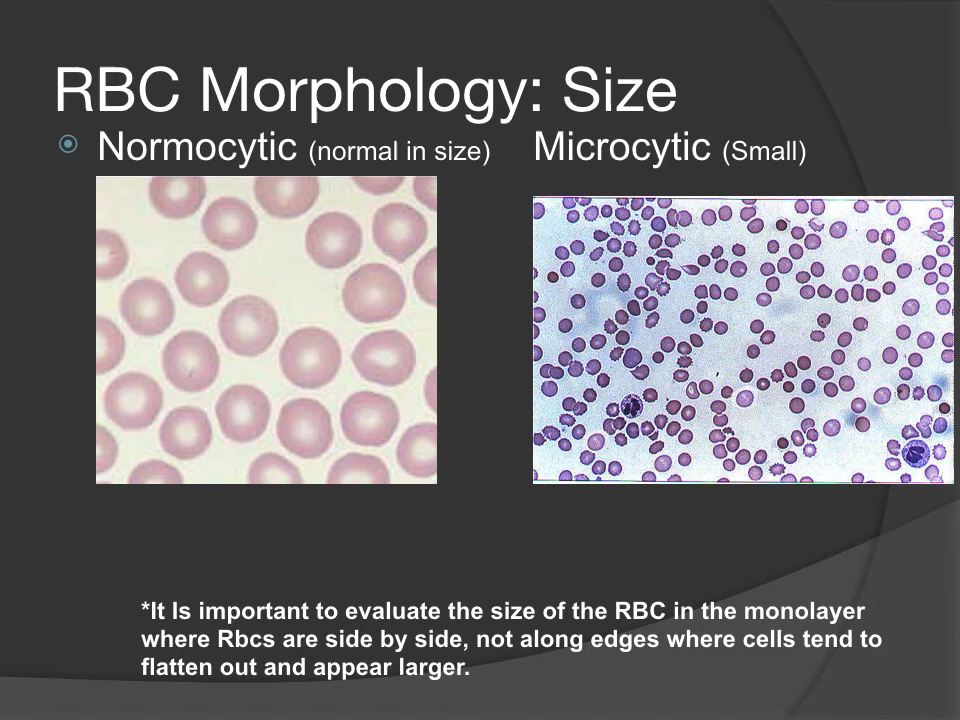 RBC Morphology: Size
Normocytic (normal in size)
Microcytic (Small)
*It Is important to evaluate the size of the RBC in the monolayer
where Rbcs are side by side, not along edges where cells tend to
flatten out and appear larger.